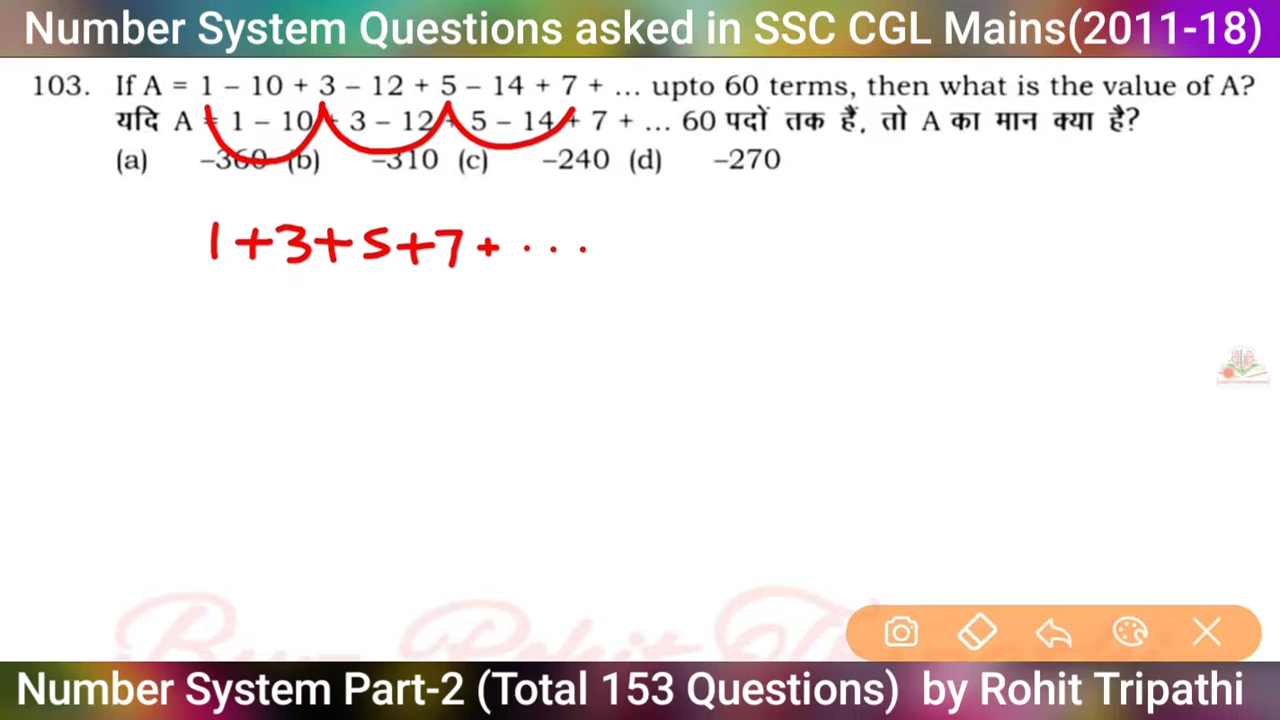 Number System Questions asked in SSC CGL Mains(2011-18)
103. If A = 1 – 10 + 3 – 12 + 5 – 14 + 7 + ... upto 60 terms, then what is the value of A?
यदि A = 1 – 10 + 3 – 12 + 5 – 14 + 7 + ... 60 पदों तक हैं, तो A का मान क्या है?
(a) –360 (b) –310 (c) –240 (d) –270
1+3+5+7+ ...
Number System Part-2 (Total 153 Questions) by Rohit Tripathi